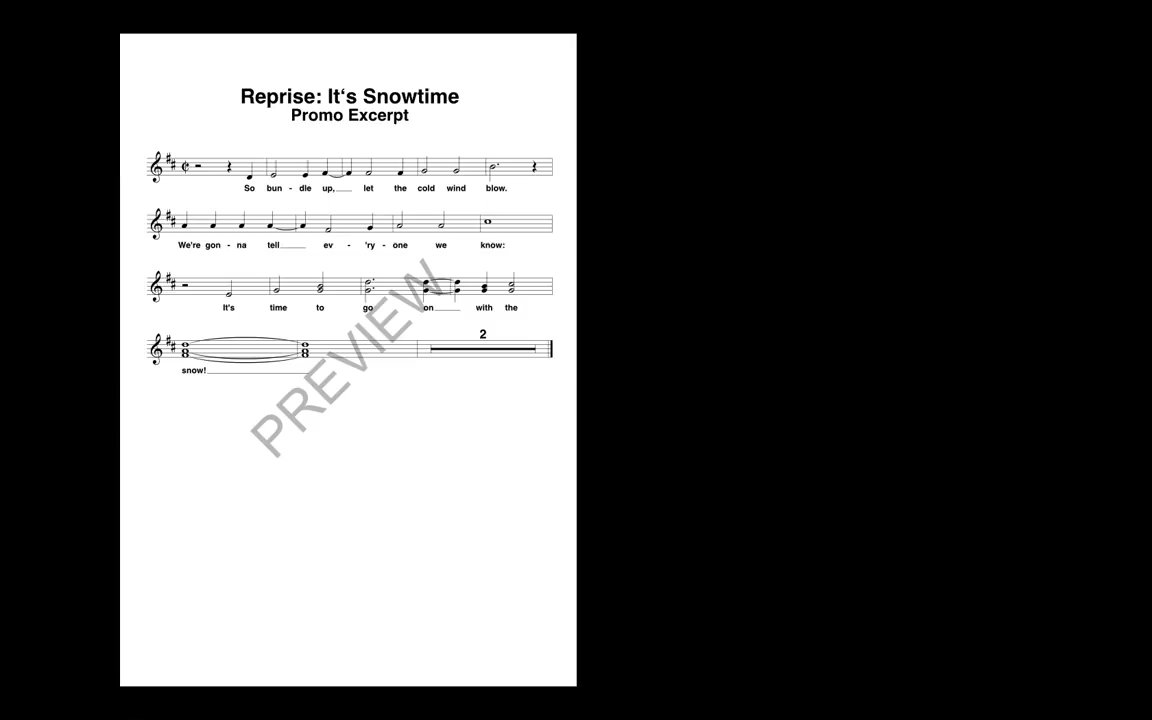 Reprise: It‘s Snowtime
Promo Excerpt
So bun - dle up, let the cold wind blow.
We're gon - na tell ev - 'ry - one we know:
It's time to go on with the
2
snow!
PREVIEW